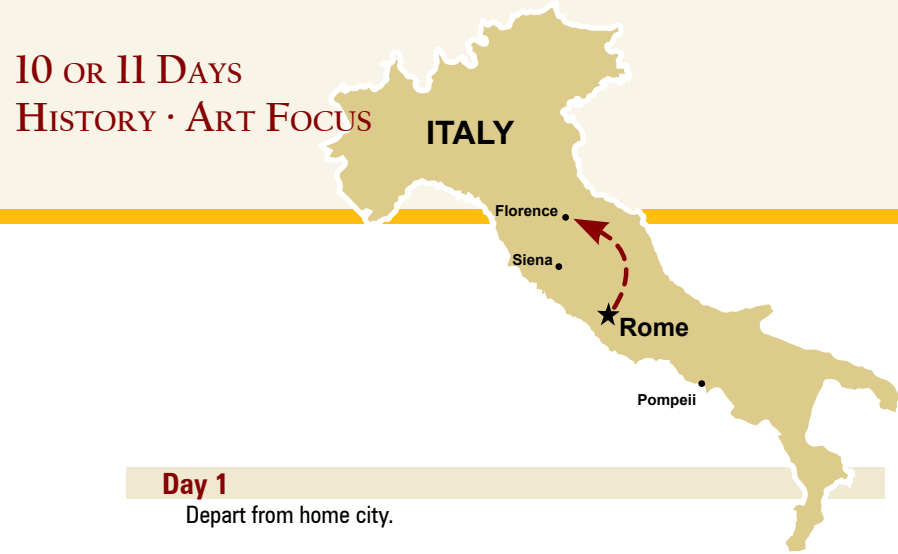 10 OR 11 DAYS
HISTORY · ART FOCUS
ITALY
Florence
Siena
Rome
Pompeii
Day 1
Depart from home city.